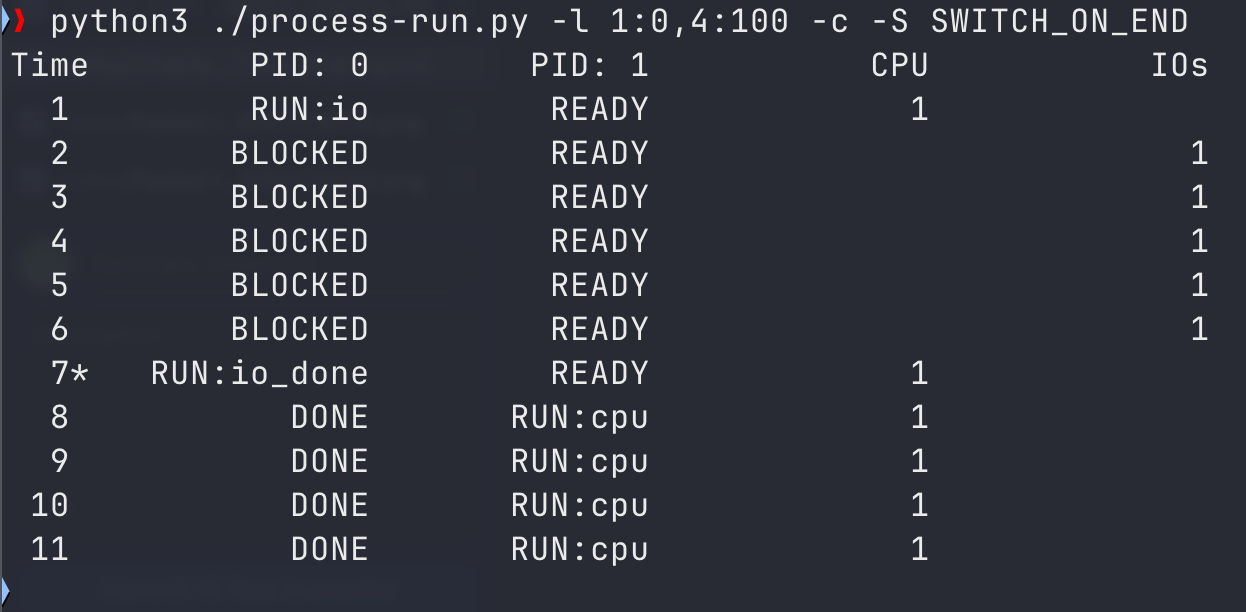 ❯ python3 ./process-run.py -l 1:0,4:100 -c -S SWITCH_ON_END
Time        PID: 0        PID: 1           CPU           IOs
  1         RUN:io         READY             1
  2        BLOCKED         READY                           1
  3        BLOCKED         READY                           1
  4        BLOCKED         READY                           1
  5        BLOCKED         READY                           1
  6        BLOCKED         READY                           1
  7*   RUN:io_done         READY             1
  8           DONE       RUN:cpu             1
  9           DONE       RUN:cpu             1
 10           DONE       RUN:cpu             1
 11           DONE       RUN:cpu             1